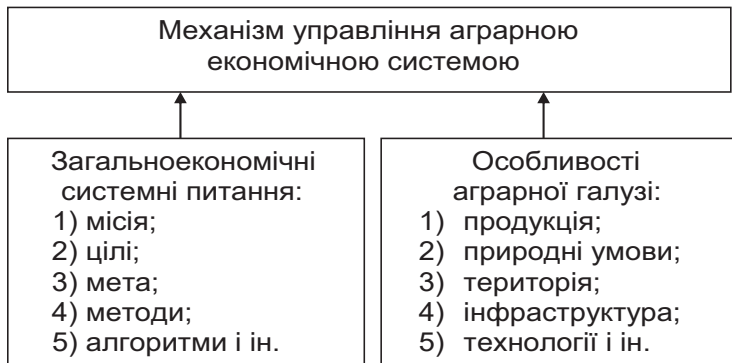 Механізм управління аграрною
економічною системою
Загальноекономічні
системні питання:
1) місія;
2) цілі;
3) мета;
4) методи;
5) алгоритми і ін.
Особливості
аграрної галузі:
1) продукція;
2) природні умови;
3) територія;
4) інфраструктура;
5) технології і ін.